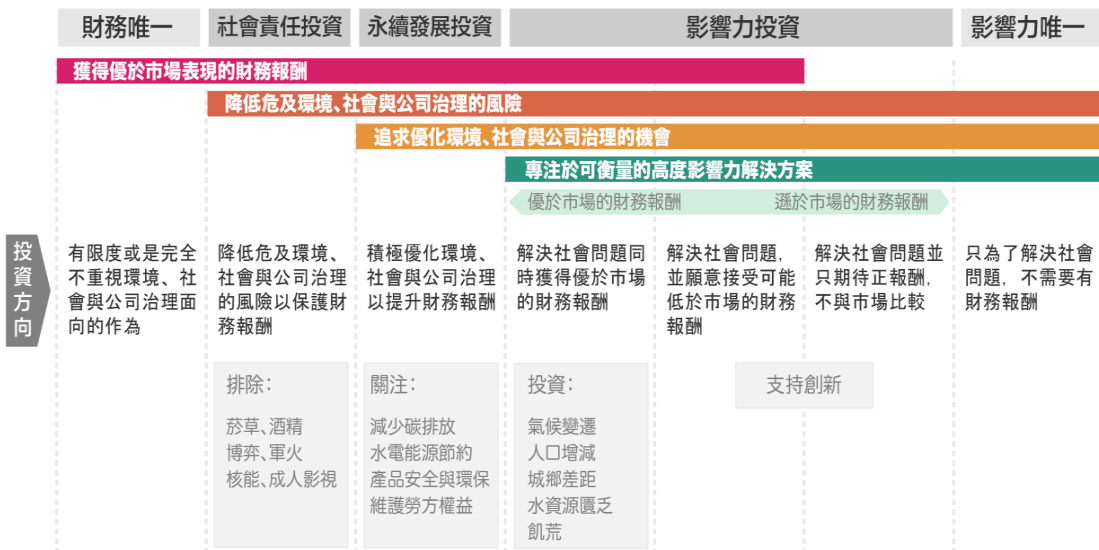 財務唯一
社會責任投資
永續發展投資
影響力投資
影響力唯一
獲得優於市場表現的財務報酬
降低危及環境、社會與公司治理的風險
追求優化環境、社會與公司治理的機會
專注於可衡量的高度影響力解決方案
優於市場的財務報酬
遜於市場的財務報酬
投資方向
有限度或是完全
不重視環境、社
會與公司治理面
向的作為
降低危及環境、
社會與公司治理
的風險以保護財
務報酬
積極優化環境、
社會與公司治理
以提升財務報酬
解決社會問題同
時獲得優於市場
的財務報酬
解決社會問題，
並願意接受可能
低於市場的財務
報酬
解決社會問題並
只期待正報酬，
不與市場比較
只為了解決社會
問題，不需要有
財務報酬
排除：
菸草、酒精
博弈、軍火
核能、成人影視
關注：
減少碳排放
水電能源節約
產品安全與環保
維護勞方權益
投資：
氣候變遷
人口增減
城鄉差距
水資源匱乏
飢荒
支持創新